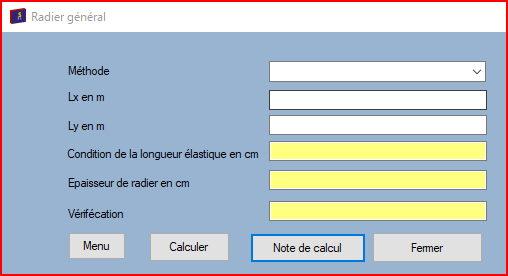 Radier général
Méthode
Lx en m
Ly en m
Condition de la longueur élastique en cm
Epaisseur de radier en cm
Vérifécation
Menu Calculer Note de calcul Fermer